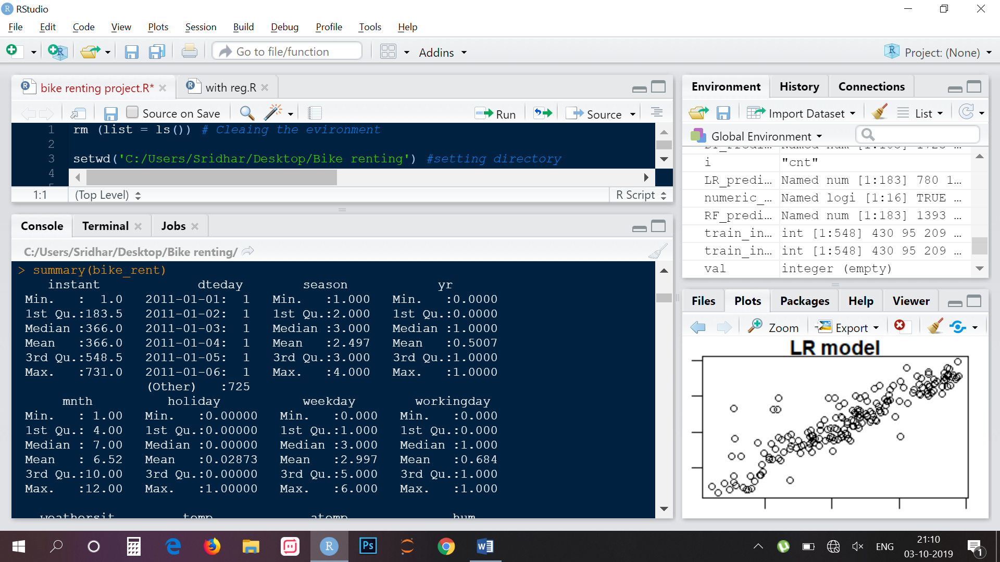 RStudio
File Edit Code View Plots Session Build Debug Profile Tools Help
Go to file/function Addins Project: (None)
bike renting project.R* with reg.R
Source on Save Run Source
1 rm (list = ls()) # Cleaing the evironment
2
3 setwd('C:/Users/Sridhar/Desktop/Bike renting') #setting directory
4
1:1 (Top Level) R Script
Console Terminal Jobs
C:/Users/Sridhar/Desktop/Bike renting/
> summary(bike_rent)
instant dteday season yr
Min. : 1.0 2011-01-01: 1 Min. :1.000 Min. :0.0000
1st Qu.:183.5 2011-01-02: 1 1st Qu.:2.000 1st Qu.:0.0000
Median :366.0 2011-01-03: 1 Median :3.000 Median :1.0000
Mean :366.0 2011-01-04: 1 Mean :2.497 Mean :0.5007
3rd Qu.:548.5 2011-01-05: 1 3rd Qu.:3.000 3rd Qu.:1.0000
Max. :731.0 2011-01-06: 1 Max. :4.000 Max. :1.0000
(Other) :725
mnth holiday weekday workingday
Min. : 1.00 Min. :0.00000 Min. :0.000 Min. :0.000
1st Qu.: 4.00 1st Qu.:0.00000 1st Qu.:1.000 1st Qu.:0.000
Median : 7.00 Median :0.00000 Median :3.000 Median :1.000
Mean : 6.52 Mean :0.02873 Mean :2.997 Mean :0.684
3rd Qu.:10.00 3rd Qu.:0.00000 3rd Qu.:5.000 3rd Qu.:1.000
Max. :12.00 Max. :1.00000 Max. :6.000 Max. :1.000
weathersit temp atemp hum
Environment History Connections
Import Dataset List
Global Environment
i "cnt"
LR_predi... Named num [1:183] 780 1...
numeric_... Named logi [1:16] TRUE ...
RF_predi... Named num [1:183] 1393 ...
train_in... int [1:548] 430 95 209 ...
train_in... int [1:548] 430 95 209 ...
val integer (empty)
Files Plots Packages Help Viewer
Zoom Export
LR model
R Ps W ENG 21:10
03-10-2019 1